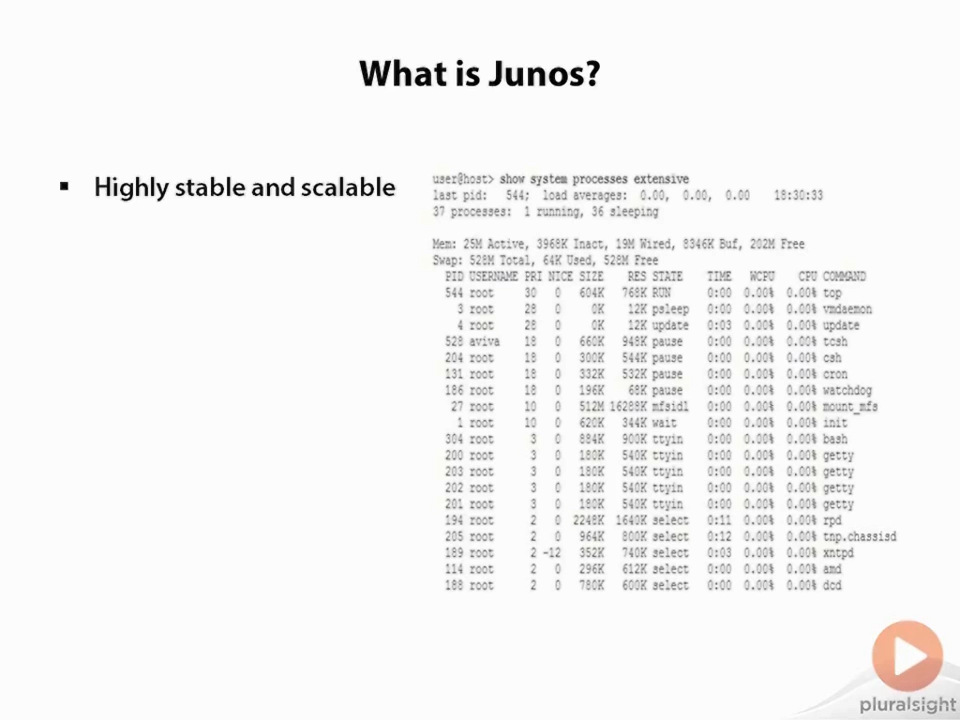 What is Junos?
▪ Highly stable and scalable
user@host> show system processes extensive
last pid: 544; load averages: 0.00, 0.00, 0.00 18:30:33
37 processes: 1 running, 36 sleeping
Mem: 25M Active, 3968K Inact, 19M Wired, 8346K Buf, 202M Free
Swap: 528M Total, 64K Used, 528M Free
PID USERNAME PRI NICE SIZE RES STATE TIME WCPU CPU COMMAND
544 root 30 0 604K 768K RUN 0:00 0.00% 0.00% top
3 root 28 0 0K 12K psleep 0:00 0.00% 0.00% vmdaemon
4 root 28 0 0K 12K update 0:03 0.00% 0.00% update
528 aviva 18 0 660K 948K pause 0:00 0.00% 0.00% tcsh
204 root 18 0 300K 544K pause 0:00 0.00% 0.00% csh
131 root 18 0 332K 532K pause 0:00 0.00% 0.00% cron
186 root 18 0 196K 68K pause 0:00 0.00% 0.00% watchdog
27 root 10 0 512M 16288K mfsidl 0:00 0.00% 0.00% mount_mfs
1 root 10 0 620K 344K wait 0:00 0.00% 0.00% init
304 root 3 0 884K 900K ttyin 0:00 0.00% 0.00% bash
200 root 3 0 180K 540K ttyin 0:00 0.00% 0.00% getty
203 root 3 0 180K 540K ttyin 0:00 0.00% 0.00% getty
202 root 3 0 180K 540K ttyin 0:00 0.00% 0.00% getty
201 root 3 0 180K 540K ttyin 0:00 0.00% 0.00% getty
194 root 2 0 2248K 1640K select 0:11 0.00% 0.00% rpd
205 root 2 0 964K 800K select 0:12 0.00% 0.00% tnp.chassisd
189 root 2 -12 352K 740K select 0:03 0.00% 0.00% xntpd
114 root 2 0 296K 612K select 0:00 0.00% 0.00% amd
188 root 2 0 780K 600K select 0:00 0.00% 0.00% dcd
pluralsight